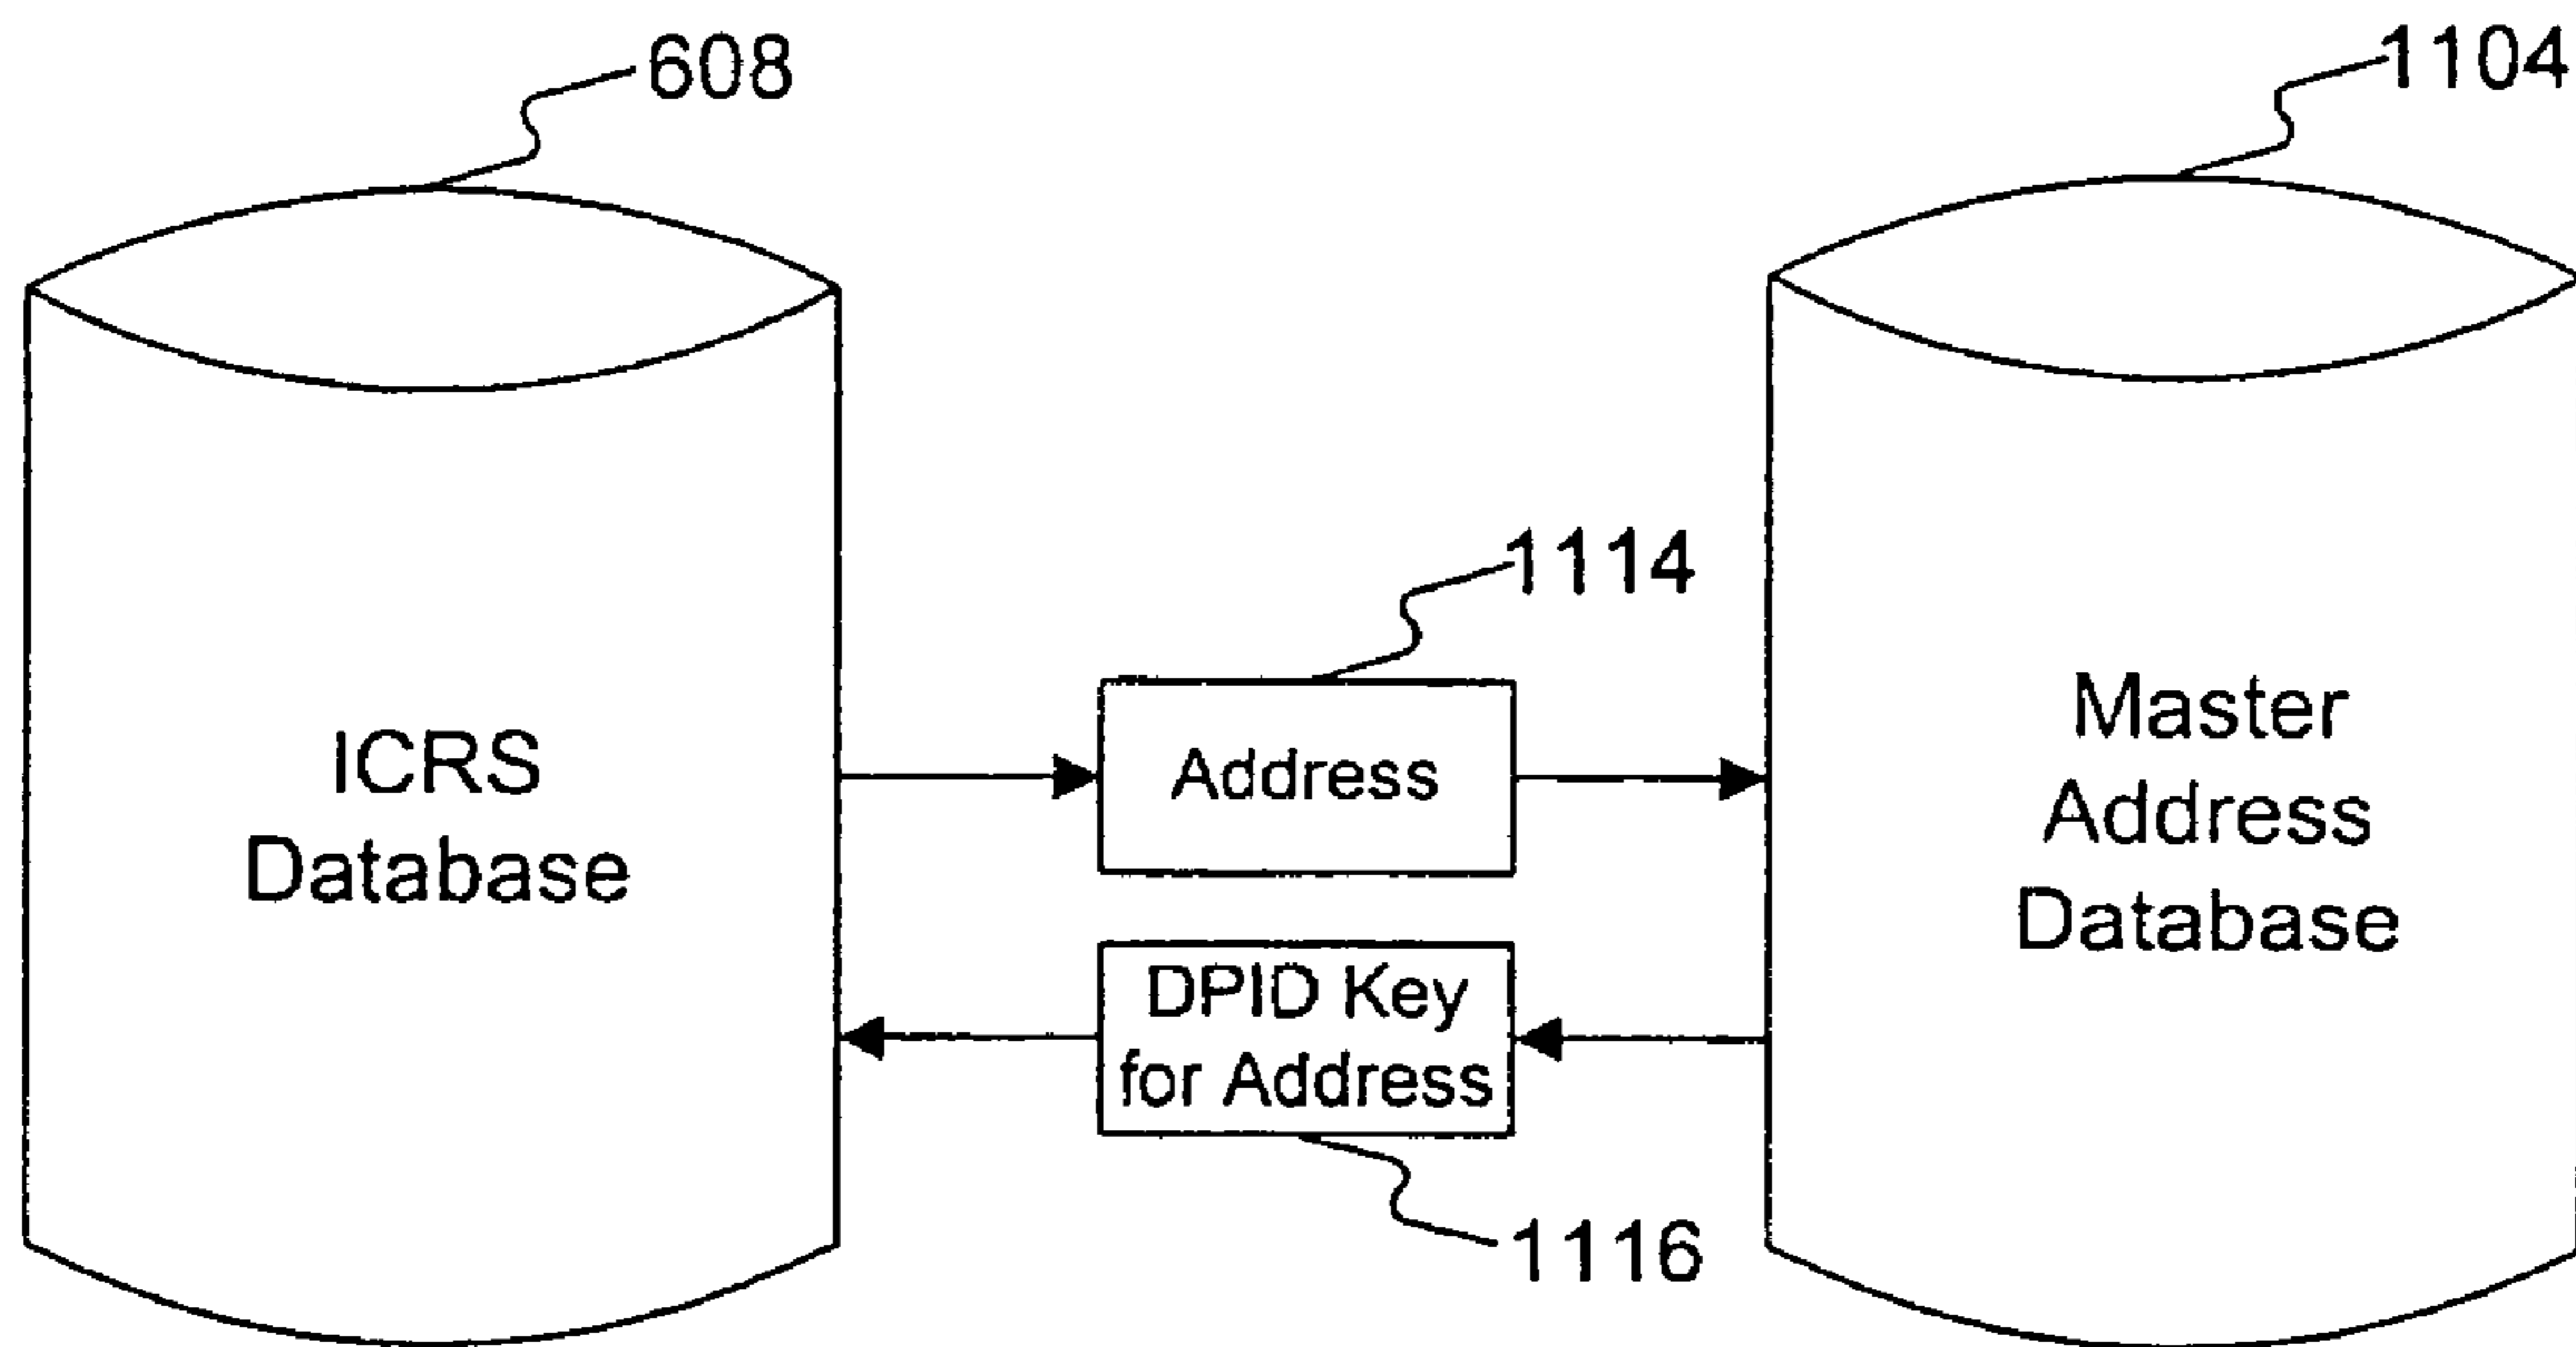 608
1104
1114
ICRS
Database
Address
Master
Address
Database
DPID Key
for Address
1116